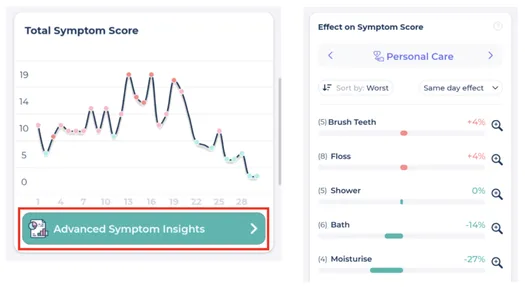 Total Symptom Score
19
14
10
5
0
1 4 7 10 13 16 19 22 25 28
Advanced Symptom Insights
Effect on Symptom Score
Personal Care
Sort by: Worst
Same day effect
(5) Brush Teeth +4%
(8) Floss +4%
(5) Shower 0%
(6) Bath -14%
(4) Moisturise -27%